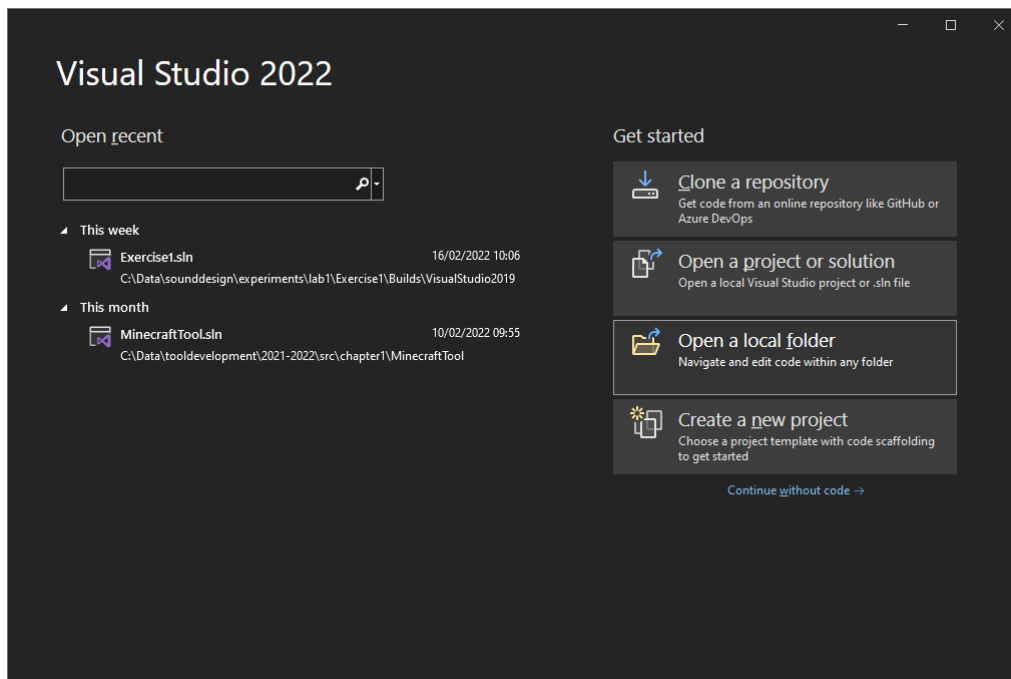 Visual Studio 2022
Open recent
This week
Exercise1.sln 16/02/2022 10:06
C:\Data\sounddesign\experiments\lab1\Exercise1\Builds\VisualStudio2019
This month
MinecraftTool.sln 10/02/2022 09:55
C:\Data\tooldevelopment\2021-2022\src\chapter1\MinecraftTool
Get started
Clone a repository
Get code from an online repository like GitHub or
Azure DevOps
Open a project or solution
Open a local Visual Studio project or .sln file
Open a local folder
Navigate and edit code within any folder
Create a new project
Choose a project template with code scaffolding
to get started
Continue without code →